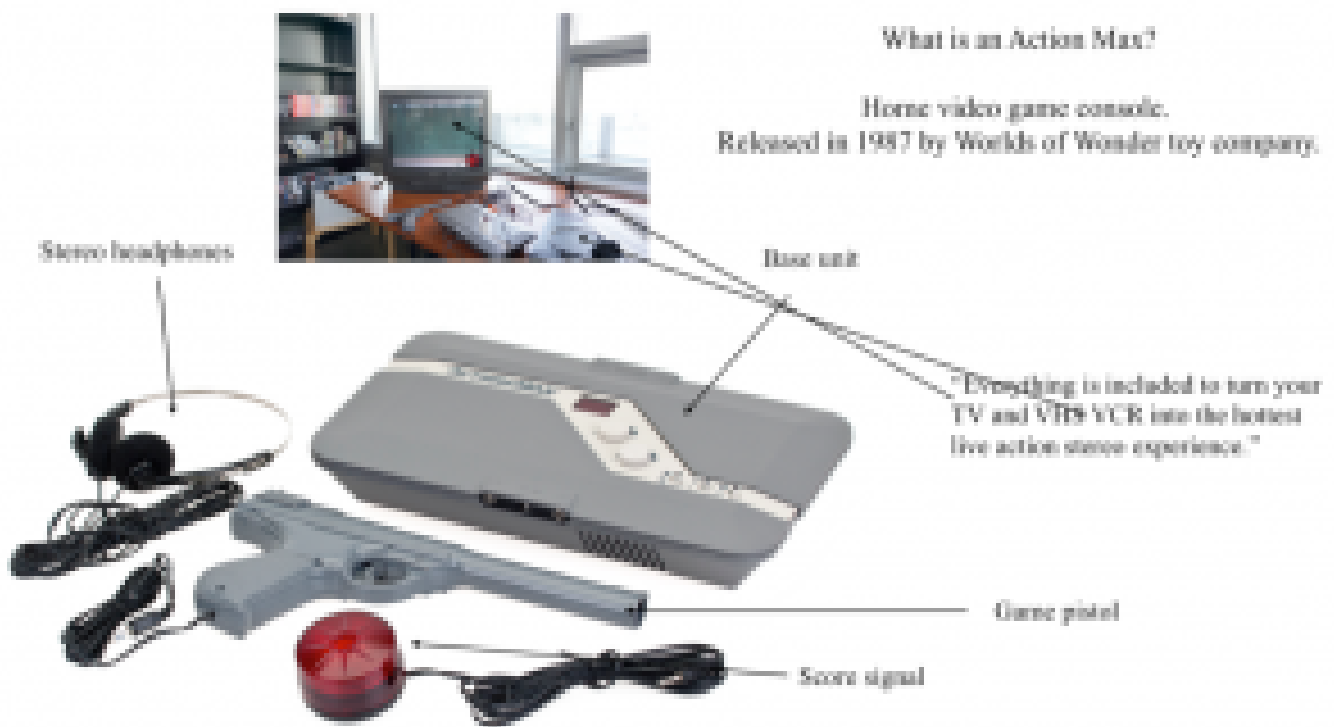 What is an Action Max?
Home video game console.
Released in 1987 by Worlds of Wonder toy company.
Stereo headphones
Base unit
"Everything is included to turn your
TV and VHS VCR into the hottest
live action stereo experience."
Game pistol
Score signal